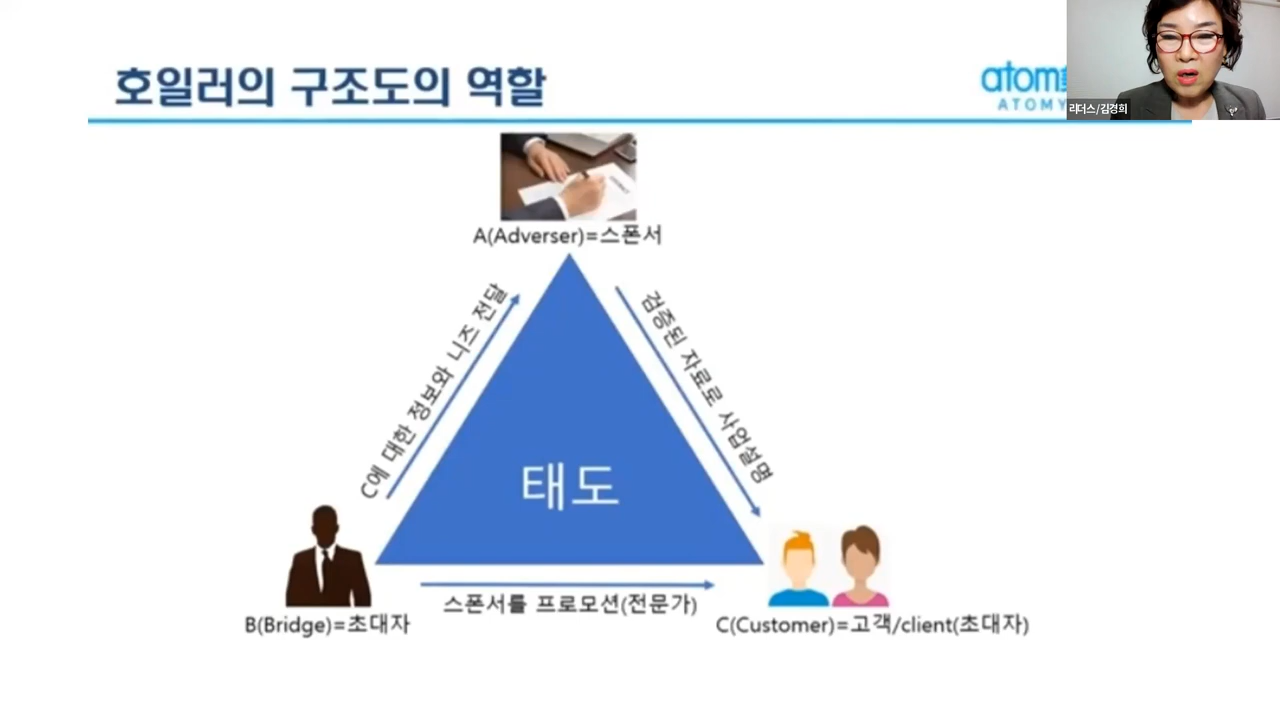 호일러의 구조도의 역할
atom
ATOMY
리더스/김경희
A(Adverser)=스폰서
C에 대한 정보와 니즈 전달
검증된 자료로 사업설명
태도
스폰서를 프로모션(전문가)
B(Bridge)=초대자
C(Customer)=고객/client(초대자)